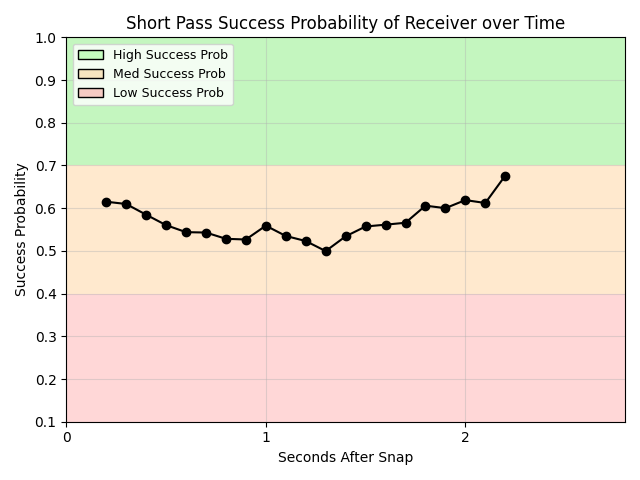 Short Pass Success Probability of Receiver over Time
High Success Prob
Med Success Prob
Low Success Prob
Success Probability
1.0
0.9
0.8
0.7
0.6
0.5
0.4
0.3
0.2
0.1
0 1 2
Seconds After Snap